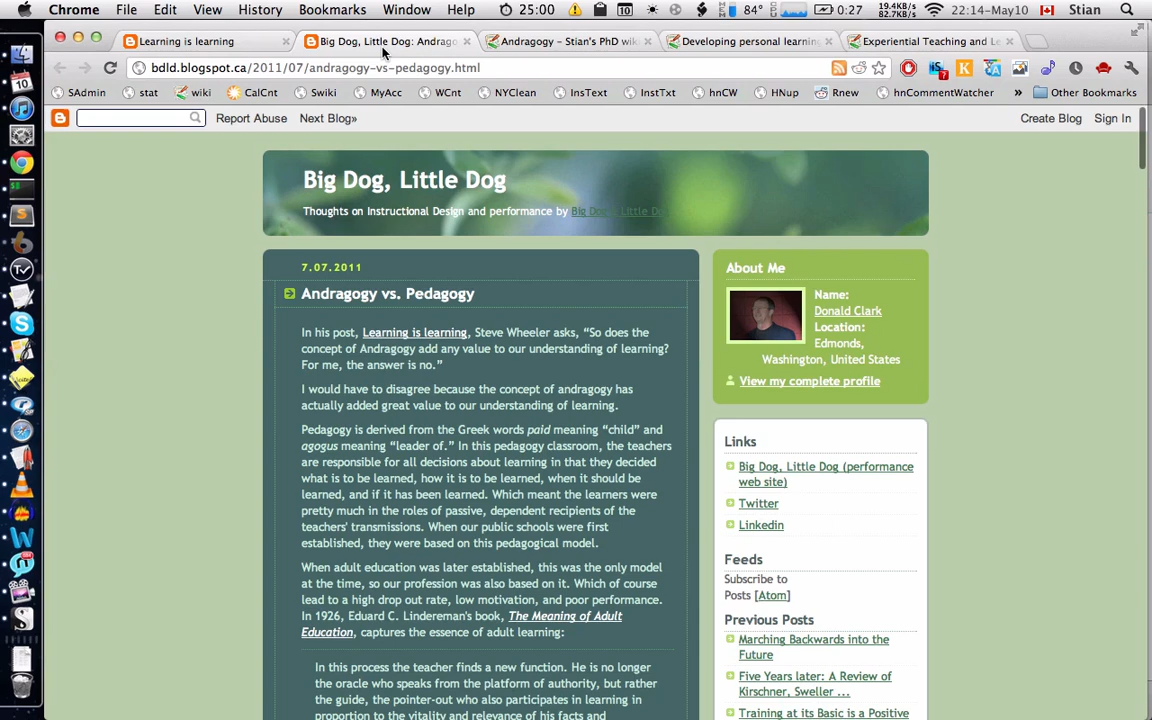 Chrome File Edit View History Bookmarks Window Help 25:00 10 84° 0:27 19.4KB/s 82.7KB/s 22:14-May10 Stian
Learning is learning
Big Dog, Little Dog: Andrago
Andragogy – Stian's PhD wiki
Developing personal learning
Experiential Teaching and Le
bdld.blogspot.ca/2011/07/andragogy-vs-pedagogy.html
SAdmin stat wiki CalCnt Swiki MyAcc WCnt NYClean InsText InstTxt hnCW HNup Rnew hnCommentWatcher » Other Bookmarks
Report Abuse Next Blog» Create Blog Sign In
Big Dog, Little Dog
Thoughts on Instructional Design and performance by Big Dog, Little Dog
7.07.2011
Andragogy vs. Pedagogy
In his post, Learning is learning, Steve Wheeler asks, “So does the
concept of Andragogy add any value to our understanding of learning?
For me, the answer is no.”
I would have to disagree because the concept of andragogy has
actually added great value to our understanding of learning.
Pedagogy is derived from the Greek words paid meaning “child” and
agogus meaning “leader of.” In this pedagogy classroom, the teachers
are responsible for all decisions about learning in that they decided
what is to be learned, how it is to be learned, when it should be
learned, and if it has been learned. Which meant the learners were
pretty much in the roles of passive, dependent recipients of the
teachers' transmissions. When our public schools were first
established, they were based on this pedagogical model.
When adult education was later established, this was the only model
at the time, so our profession was also based on it. Which of course
lead to a high drop out rate, low motivation, and poor performance.
In 1926, Eduard C. Lindereman's book, The Meaning of Adult
Education, captures the essence of adult learning:
In this process the teacher finds a new function. He is no longer
the oracle who speaks from the platform of authority, but rather
the guide, the pointer-out who also participates in learning in
proportion to the vitality and relevance of his facts and
About Me
Name:
Donald Clark
Location:
Edmonds,
Washington, United States
View my complete profile
Links
Big Dog, Little Dog (performance
web site)
Twitter
Linkedin
Feeds
Subscribe to
Posts [Atom]
Previous Posts
Marching Backwards into the
Future
Five Years later: A Review of
Kirschner, Sweller ...
Training at its Basic is a Positive